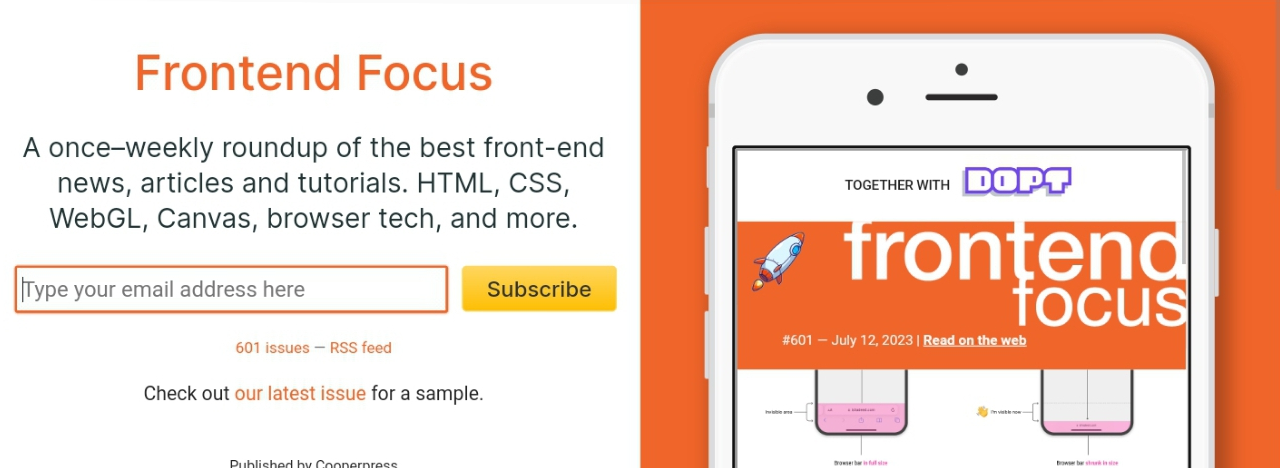 Frontend Focus
A once–weekly roundup of the best front-end
news, articles and tutorials. HTML, CSS,
WebGL, Canvas, browser tech, and more.
Type your email address here
Subscribe
601 issues — RSS feed
Check out our latest issue for a sample.
Published by Cooperpress
TOGETHER WITH DOPT
frontend
focus
#601 — July 12, 2023 | Read on the web
Invisible area
I'm visible now
Browser bar is full size
Browser bar shrunk in size